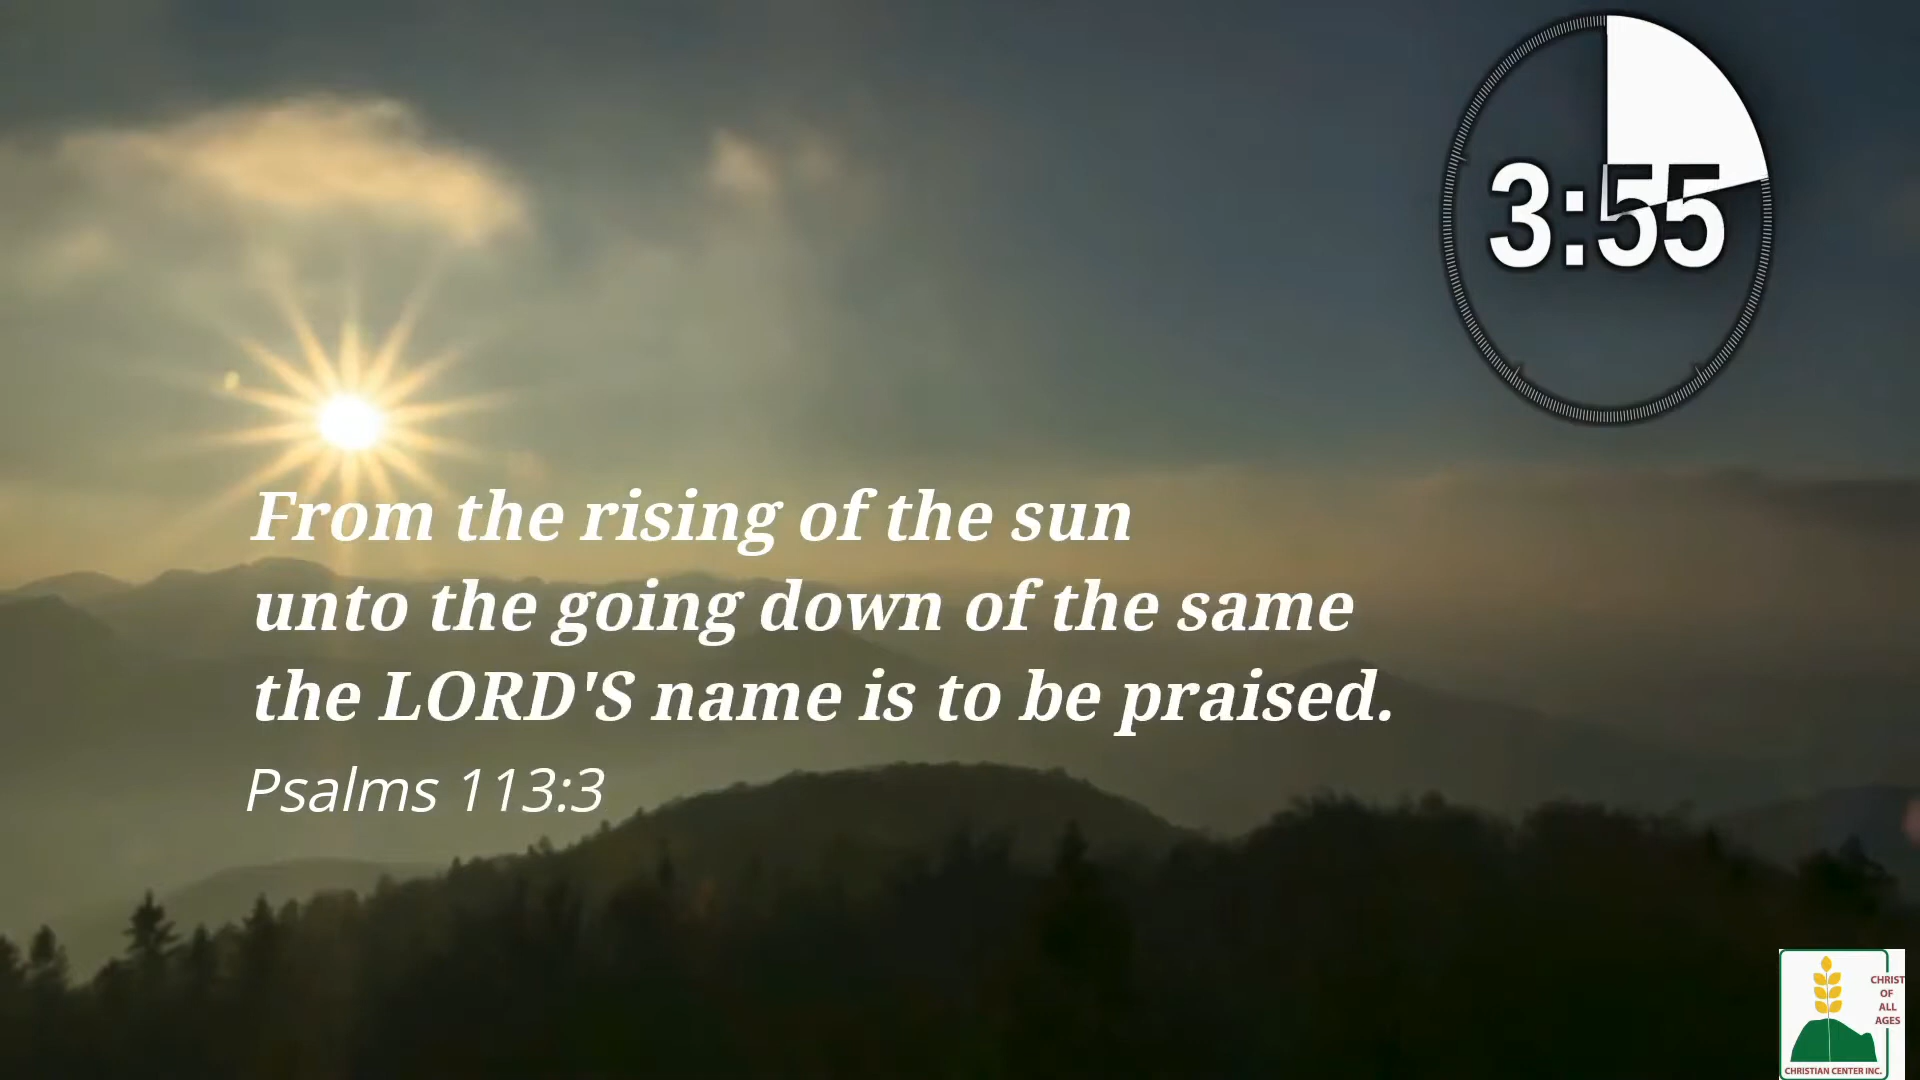 3:55
From the rising of the sun
unto the going down of the same
the LORD'S name is to be praised.
Psalms 113:3
CHRIST
OF
ALL
AGES
CHRISTIAN CENTER INC.